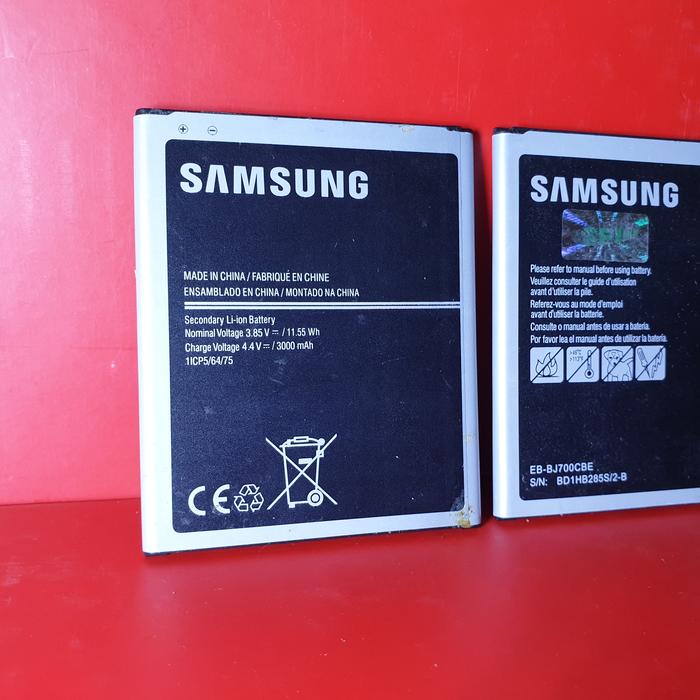 SAMSUNG
MADE IN CHINA / FABRIQUÉ EN CHINE
ENSAMBLADO EN CHINA / MONTADO NA CHINA
Secondary Li-ion Battery
Nominal Voltage 3.85 V ⎓ / 11.55 Wh
Charge Voltage 4.4 V ⎓ / 3000 mAh
1ICP5/64/75
CE
SAMSUNG
Please refer to manual before using battery.
Veuillez consulter le guide d'utilisation
avant d'utiliser la pile.
Referez-vous au mode d'emploi
avant d'utiliser la batterie.
Consulte o manual antes de usar a bateria.
Por favor lea el manual antes de utilizar la bateria.
EB-BJ700CBE
S/N: BD1HB285S/2-B